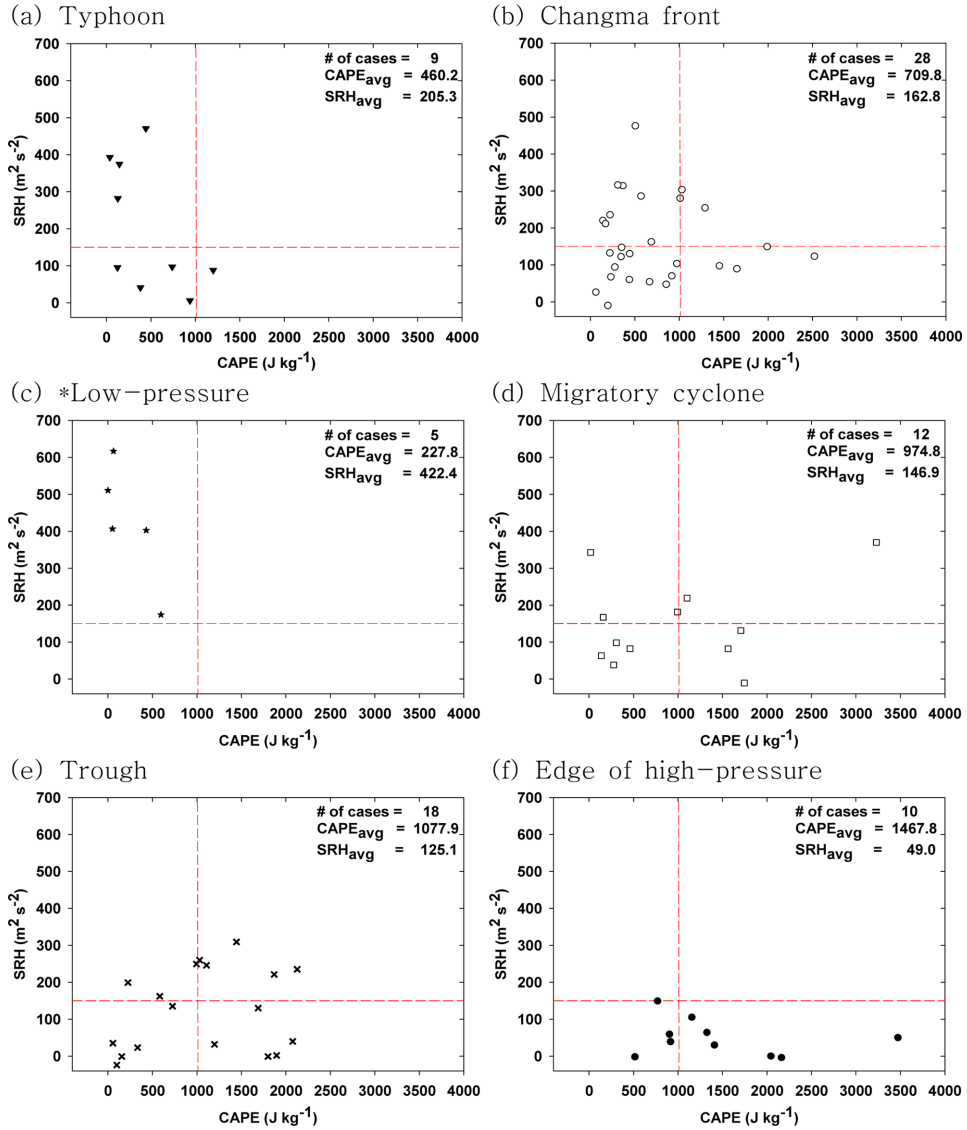 (a) Typhoon
700
600
500
400
300
200
100
0
SRH (m² s⁻²)
# of cases = 9
CAPEavg = 460.2
SRHavg = 205.3
0 500 1000 1500 2000 2500 3000 3500 4000
CAPE (J kg⁻¹)
(b) Changma front
700
600
500
400
300
200
100
0
SRH (m² s⁻²)
# of cases = 28
CAPEavg = 709.8
SRHavg = 162.8
0 500 1000 1500 2000 2500 3000 3500 4000
CAPE (J kg⁻¹)
(c) *Low-pressure
700
600
500
400
300
200
100
0
SRH (m² s⁻²)
# of cases = 5
CAPEavg = 227.8
SRHavg = 422.4
0 500 1000 1500 2000 2500 3000 3500 4000
CAPE (J kg⁻¹)
(d) Migratory cyclone
700
600
500
400
300
200
100
0
SRH (m² s⁻²)
# of cases = 12
CAPEavg = 974.8
SRHavg = 146.9
0 500 1000 1500 2000 2500 3000 3500 4000
CAPE (J kg⁻¹)
(e) Trough
700
600
500
400
300
200
100
0
SRH (m² s⁻²)
# of cases = 18
CAPEavg = 1077.9
SRHavg = 125.1
0 500 1000 1500 2000 2500 3000 3500 4000
CAPE (J kg⁻¹)
(f) Edge of high-pressure
700
600
500
400
300
200
100
0
SRH (m² s⁻²)
# of cases = 10
CAPEavg = 1467.8
SRHavg = 49.0
0 500 1000 1500 2000 2500 3000 3500 4000
CAPE (J kg⁻¹)